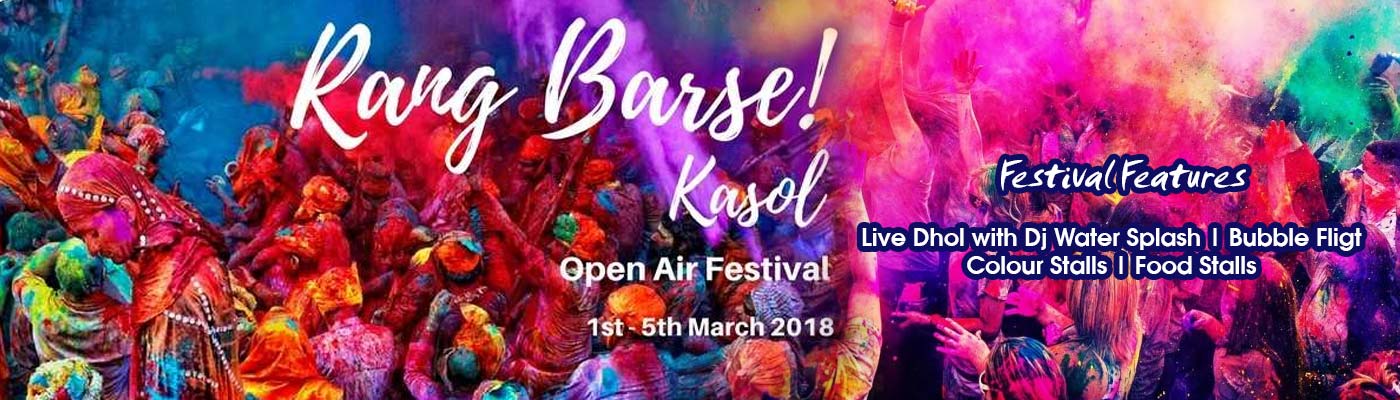 Rang Barse!
Kasol
Open Air Festival
1st - 5th March 2018
Festival Features
Live Dhol with Dj Water Splash | Bubble Fligt
Colour Stalls | Food Stalls